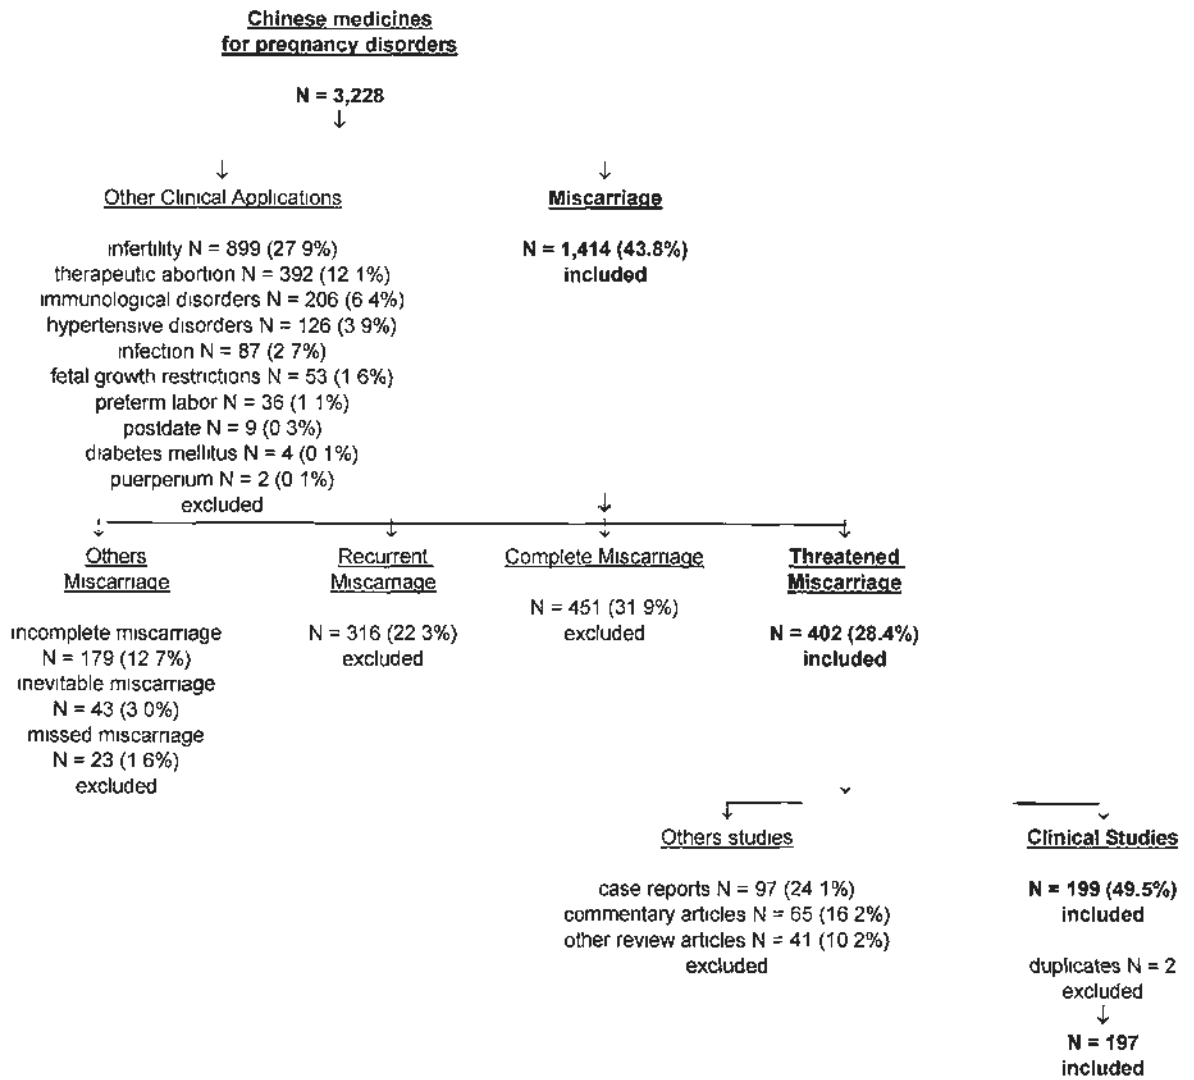 Chinese medicines
for pregnancy disorders
N = 3,228
Other Clinical Applications
infertility N = 899 (27 9%)
therapeutic abortion N = 392 (12 1%)
immunological disorders N = 206 (6 4%)
hypertensive disorders N = 126 (3 9%)
infection N = 87 (2 7%)
fetal growth restrictions N = 53 (1 6%)
preterm labor N = 36 (1 1%)
postdate N = 9 (0 3%)
diabetes mellitus N = 4 (0 1%)
puerperium N = 2 (0 1%)
excluded
Miscarriage
N = 1,414 (43.8%)
included
Others
Miscarriage
incomplete miscarriage
N = 179 (12 7%)
inevitable miscarriage
N = 43 (3 0%)
missed miscarriage
N = 23 (1 6%)
excluded
Recurrent
Miscarriage
N = 316 (22 3%)
excluded
Complete Miscarriage
N = 451 (31 9%)
excluded
Threatened
Miscarriage
N = 402 (28.4%)
included
Others studies
case reports N = 97 (24 1%)
commentary articles N = 65 (16 2%)
other review articles N = 41 (10 2%)
excluded
Clinical Studies
N = 199 (49.5%)
included
duplicates N = 2
excluded
N = 197
included